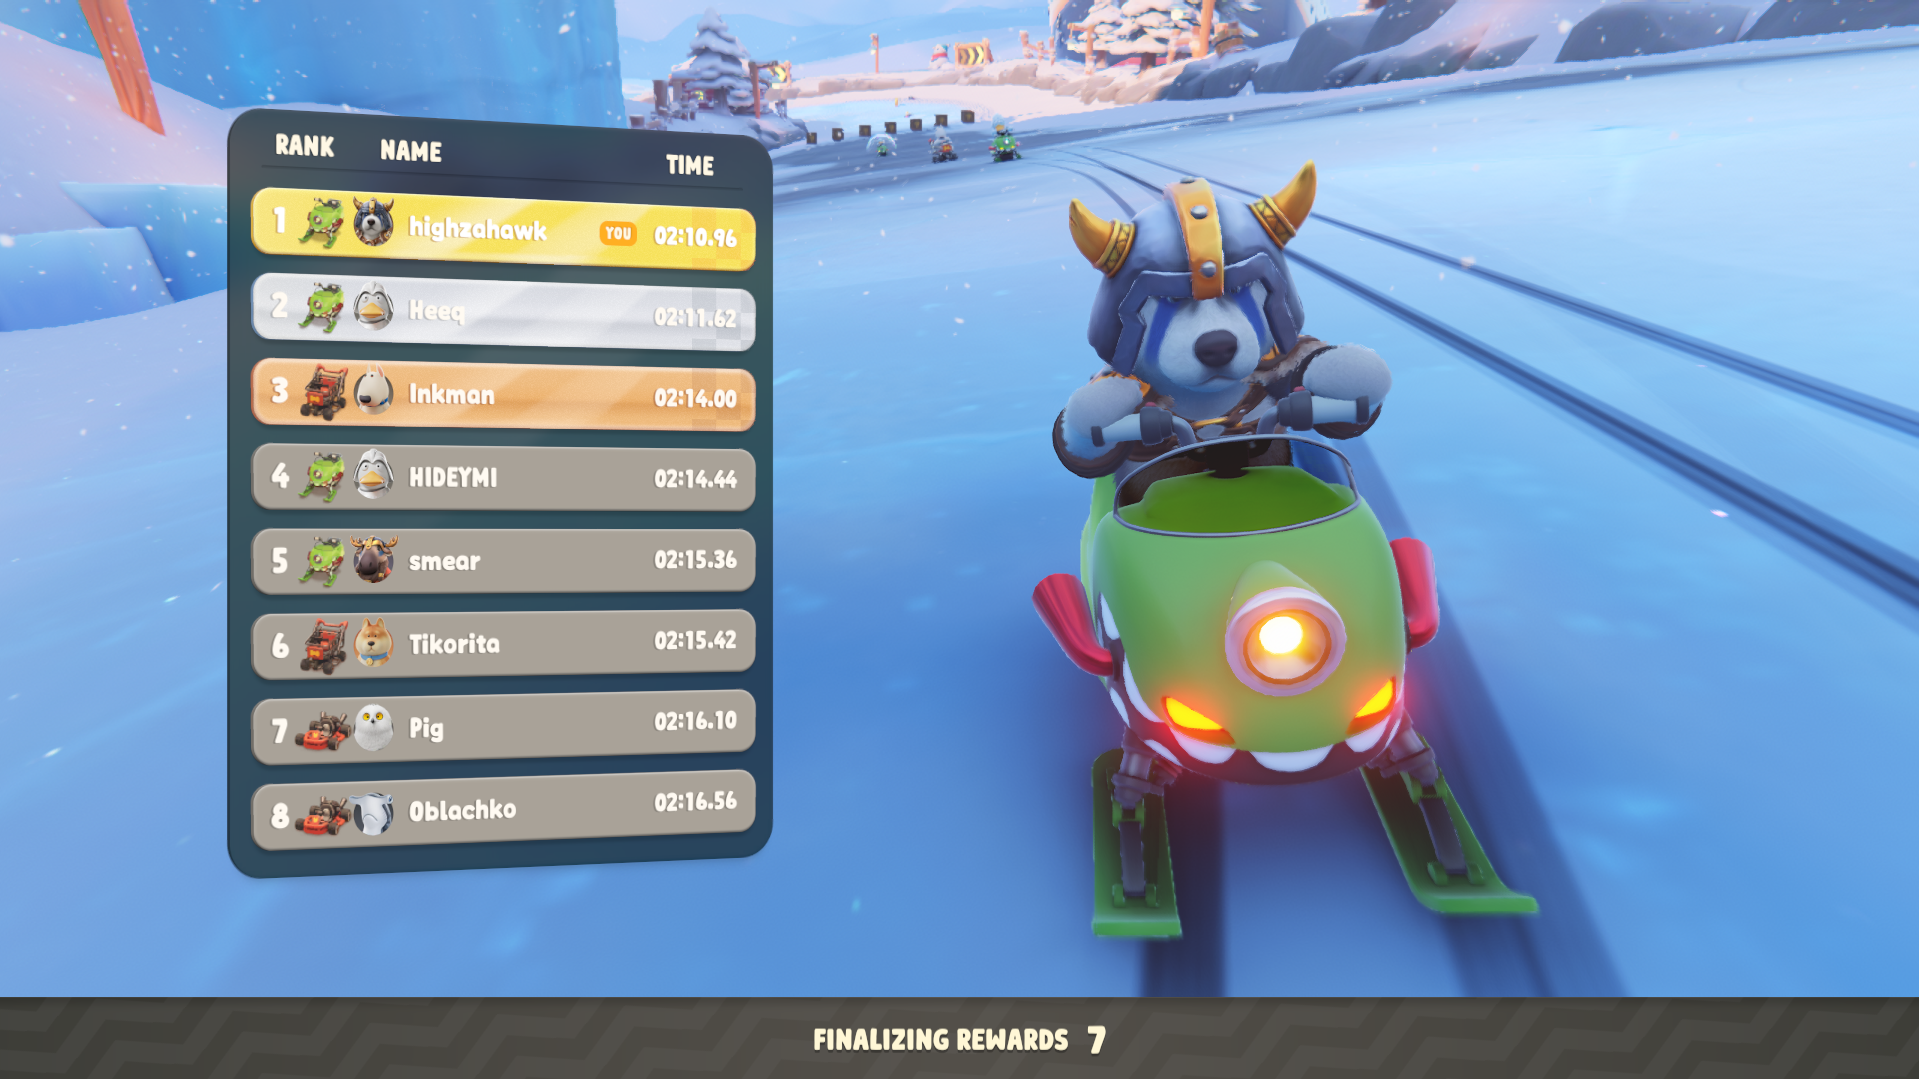 RANK NAME TIME
1 highzahawk YOU 02:10.96
2 Heeq 02:11.62
3 Inkman 02:14.00
4 HIDEYMI 02:14.44
5 smear 02:15.36
6 Tikorita 02:15.42
7 Pig 02:16.10
8 Oblachko 02:16.56
FINALIZING REWARDS 7